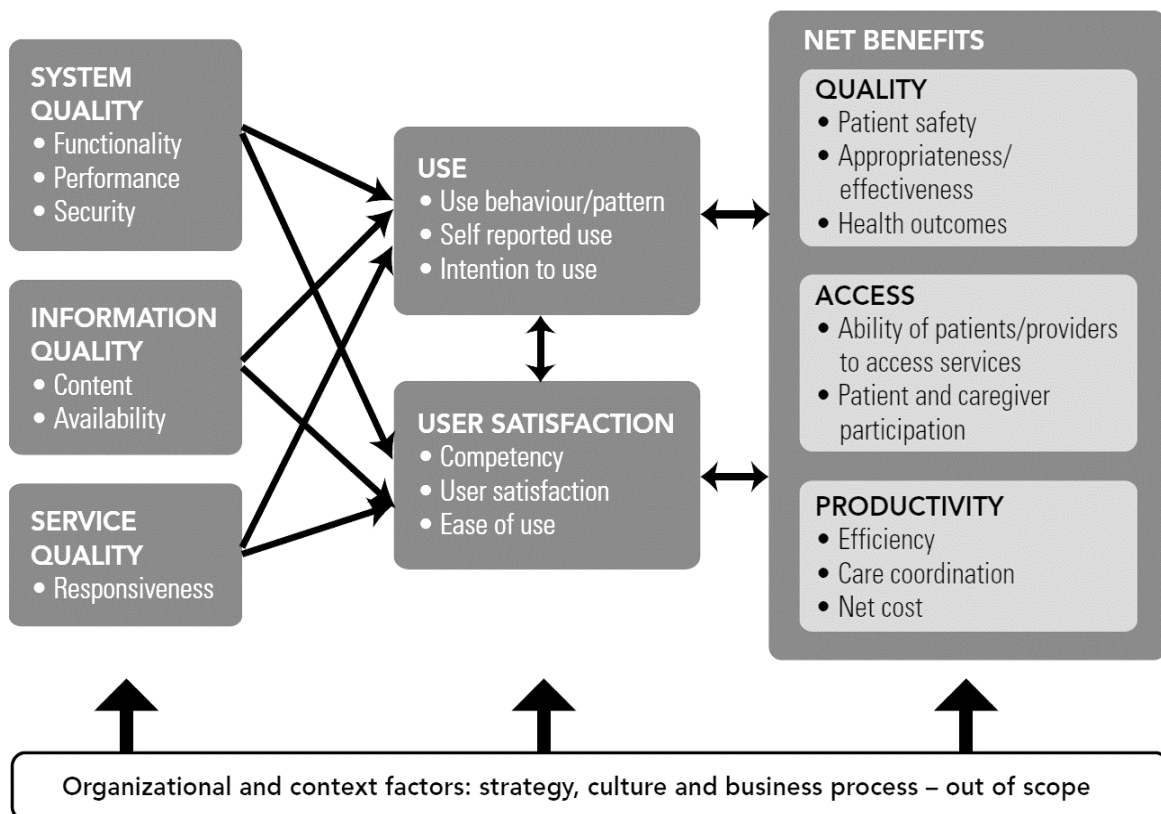 SYSTEM
QUALITY
• Functionality
• Performance
• Security
INFORMATION
QUALITY
• Content
• Availability
SERVICE
QUALITY
• Responsiveness
USE
• Use behaviour/pattern
• Self reported use
• Intention to use
USER SATISFACTION
• Competency
• User satisfaction
• Ease of use
NET BENEFITS
QUALITY
• Patient safety
• Appropriateness/
effectiveness
• Health outcomes
ACCESS
• Ability of patients/providers
to access services
• Patient and caregiver
participation
PRODUCTIVITY
• Efficiency
• Care coordination
• Net cost
Organizational and context factors: strategy, culture and business process – out of scope